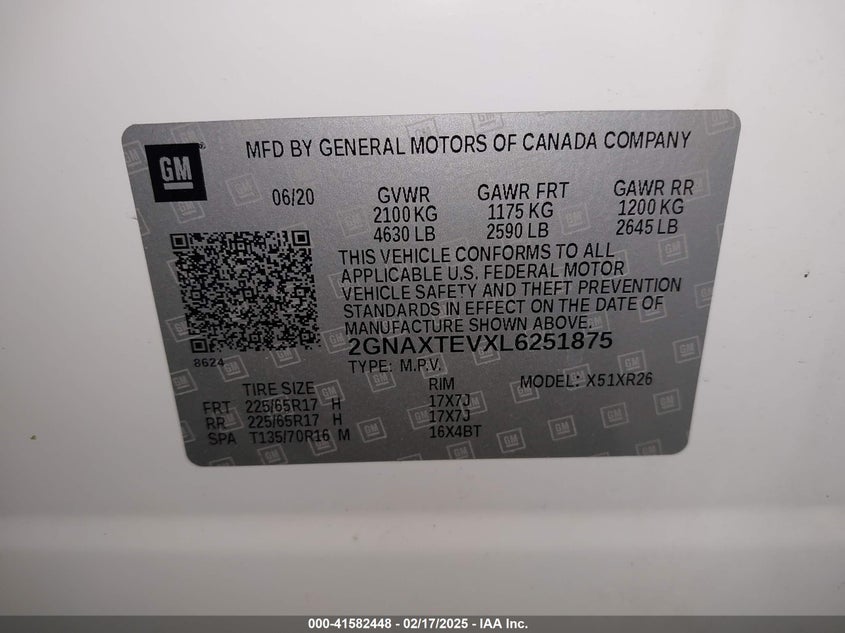 GM
MFD BY GENERAL MOTORS OF CANADA COMPANY
06/20 GVWR GAWR FRT GAWR RR
2100 KG 1175 KG 1200 KG
4630 LB 2590 LB 2645 LB
THIS VEHICLE CONFORMS TO ALL
APPLICABLE U.S. FEDERAL MOTOR
VEHICLE SAFETY AND THEFT PREVENTION
STANDARDS IN EFFECT ON THE DATE OF
MANUFACTURE SHOWN ABOVE.
8624 2GNAXTEVXL6251875
TYPE: M.P.V. MODEL: X51XR26
TIRE SIZE RIM
FRT 225/65R17 H 17X7J
RR 225/65R17 H 17X7J
SPA T135/70R16 M 16X4BT
000-41582448 - 02/17/2025 - IAA Inc.